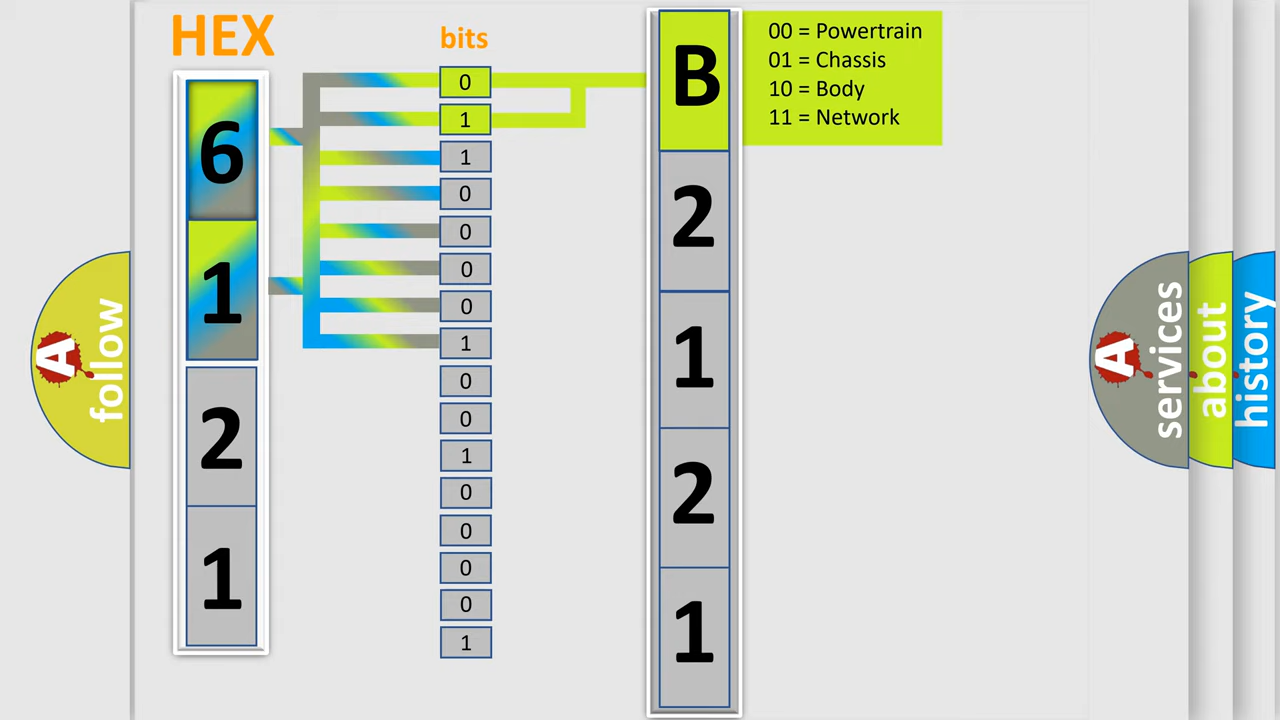 HEX
bits
6
1
2
1
0
1
1
0
0
0
0
1
0
0
1
0
0
0
0
1
B
2
1
2
1
00 = Powertrain
01 = Chassis
10 = Body
11 = Network
A
follow
A
services
about
history